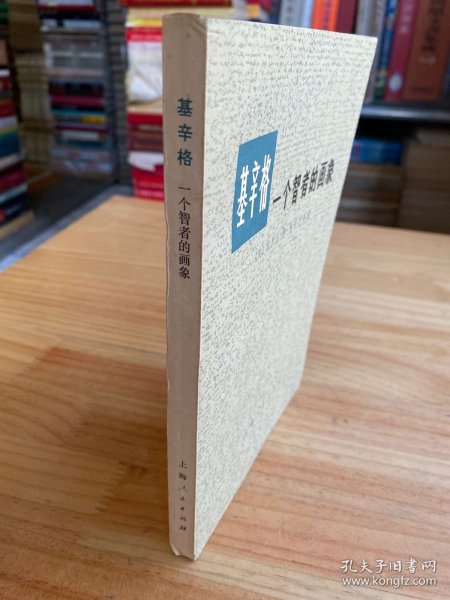 基辛格
一个智者的画象
上海人民出版社
基辛格
一个智者的画象
孔夫子旧书网
www.kongfz.com